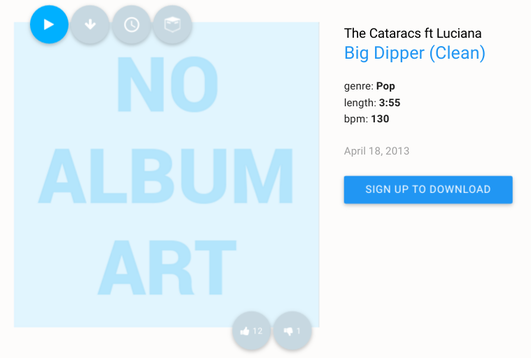 NO
ALBUM
ART
12
1
The Cataracs ft Luciana
Big Dipper (Clean)
genre: Pop
length: 3:55
bpm: 130
April 18, 2013
SIGN UP TO DOWNLOAD